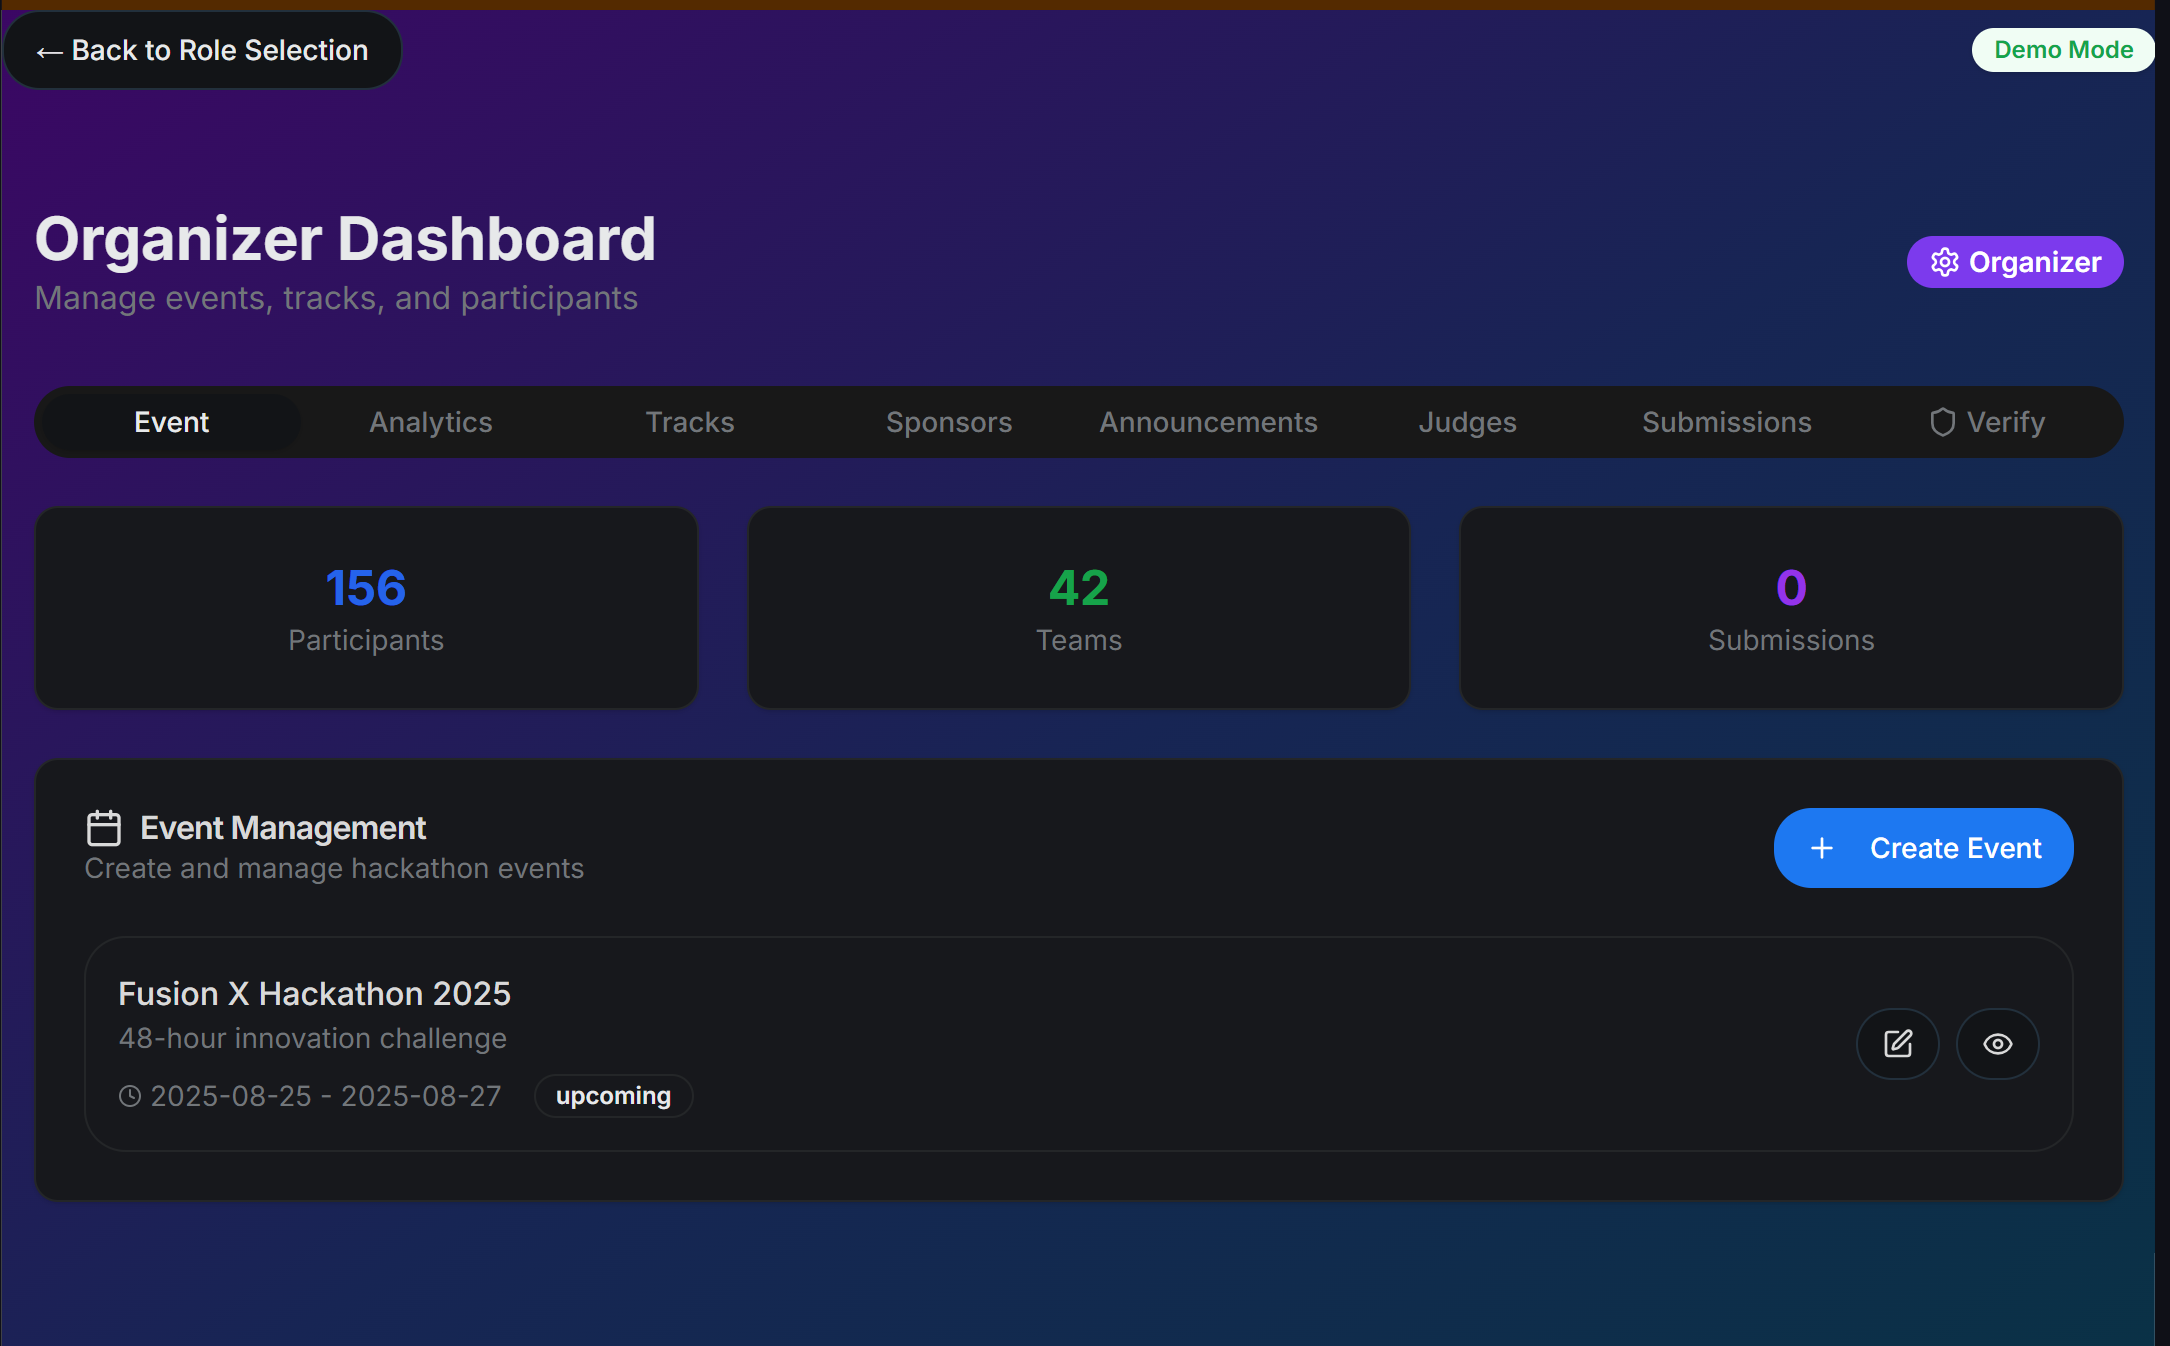 ← Back to Role Selection
Demo Mode
Organizer Dashboard
Manage events, tracks, and participants
Organizer
Event
Analytics
Tracks
Sponsors
Announcements
Judges
Submissions
Verify
156
Participants
42
Teams
0
Submissions
Event Management
Create and manage hackathon events
+ Create Event
Fusion X Hackathon 2025
48-hour innovation challenge
2025-08-25 - 2025-08-27
upcoming